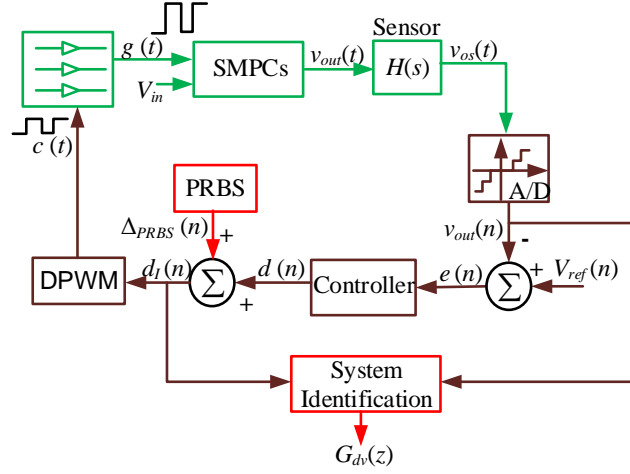 g (t)
SMPCs
V_in
v_out(t)
Sensor
H(s)
v_os(t)
c (t)
A/D
PRBS
Δ_PRBS (n)
+
v_out(n)
-
DPWM
d_I(n)
Σ
+
d (n)
Controller
e(n)
Σ
+
V_ref(n)
System
Identification
G_dv(z)